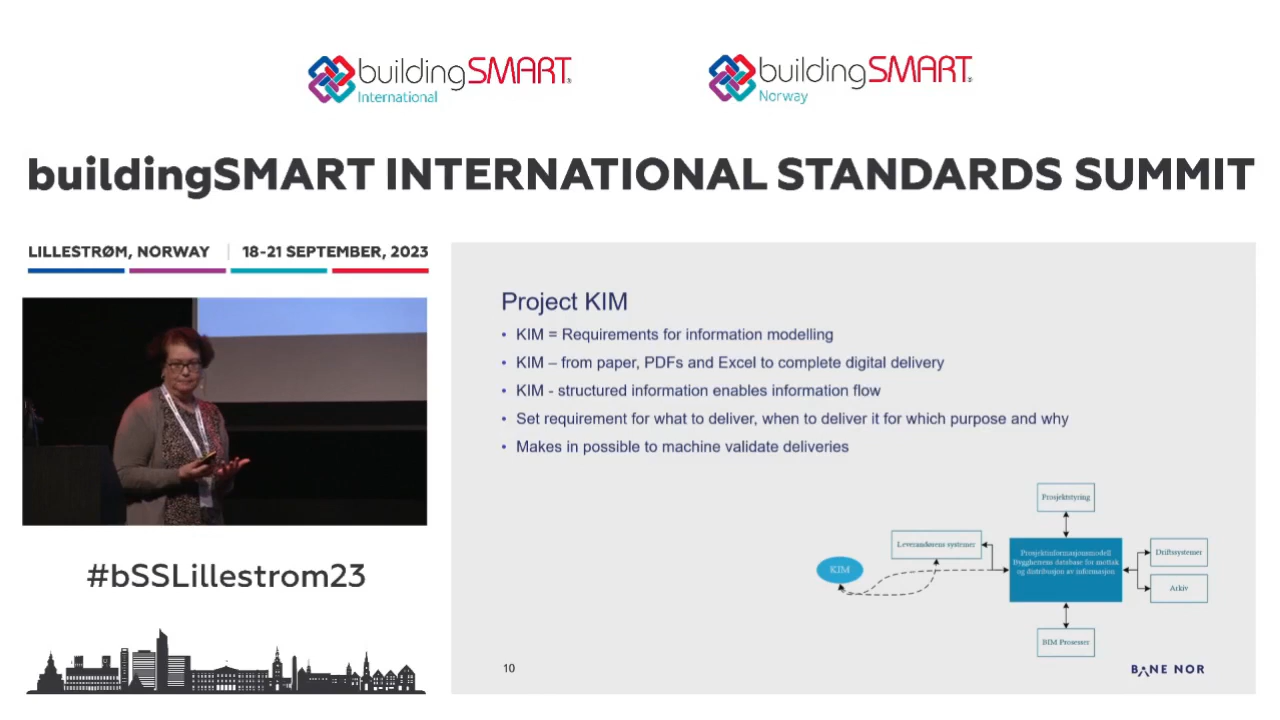 buildingSMART
International
buildingSMART
Norway
buildingSMART INTERNATIONAL STANDARDS SUMMIT
LILLESTRØM, NORWAY | 18-21 SEPTEMBER, 2023
#bSSLillestrom23
Project KIM
• KIM = Requirements for information modelling
• KIM – from paper, PDFs and Excel to complete digital delivery
• KIM - structured information enables information flow
• Set requirement for what to deliver, when to deliver it for which purpose and why
• Makes in possible to machine validate deliveries
Prosjektstyring
Leverandørens systemer
KIM
Prosjektinformasjonsmodell
Byggherrens database for mottak
og distribusjon av informasjon
Driftssystemer
Arkiv
BIM Prosesser
10
BANE NOR